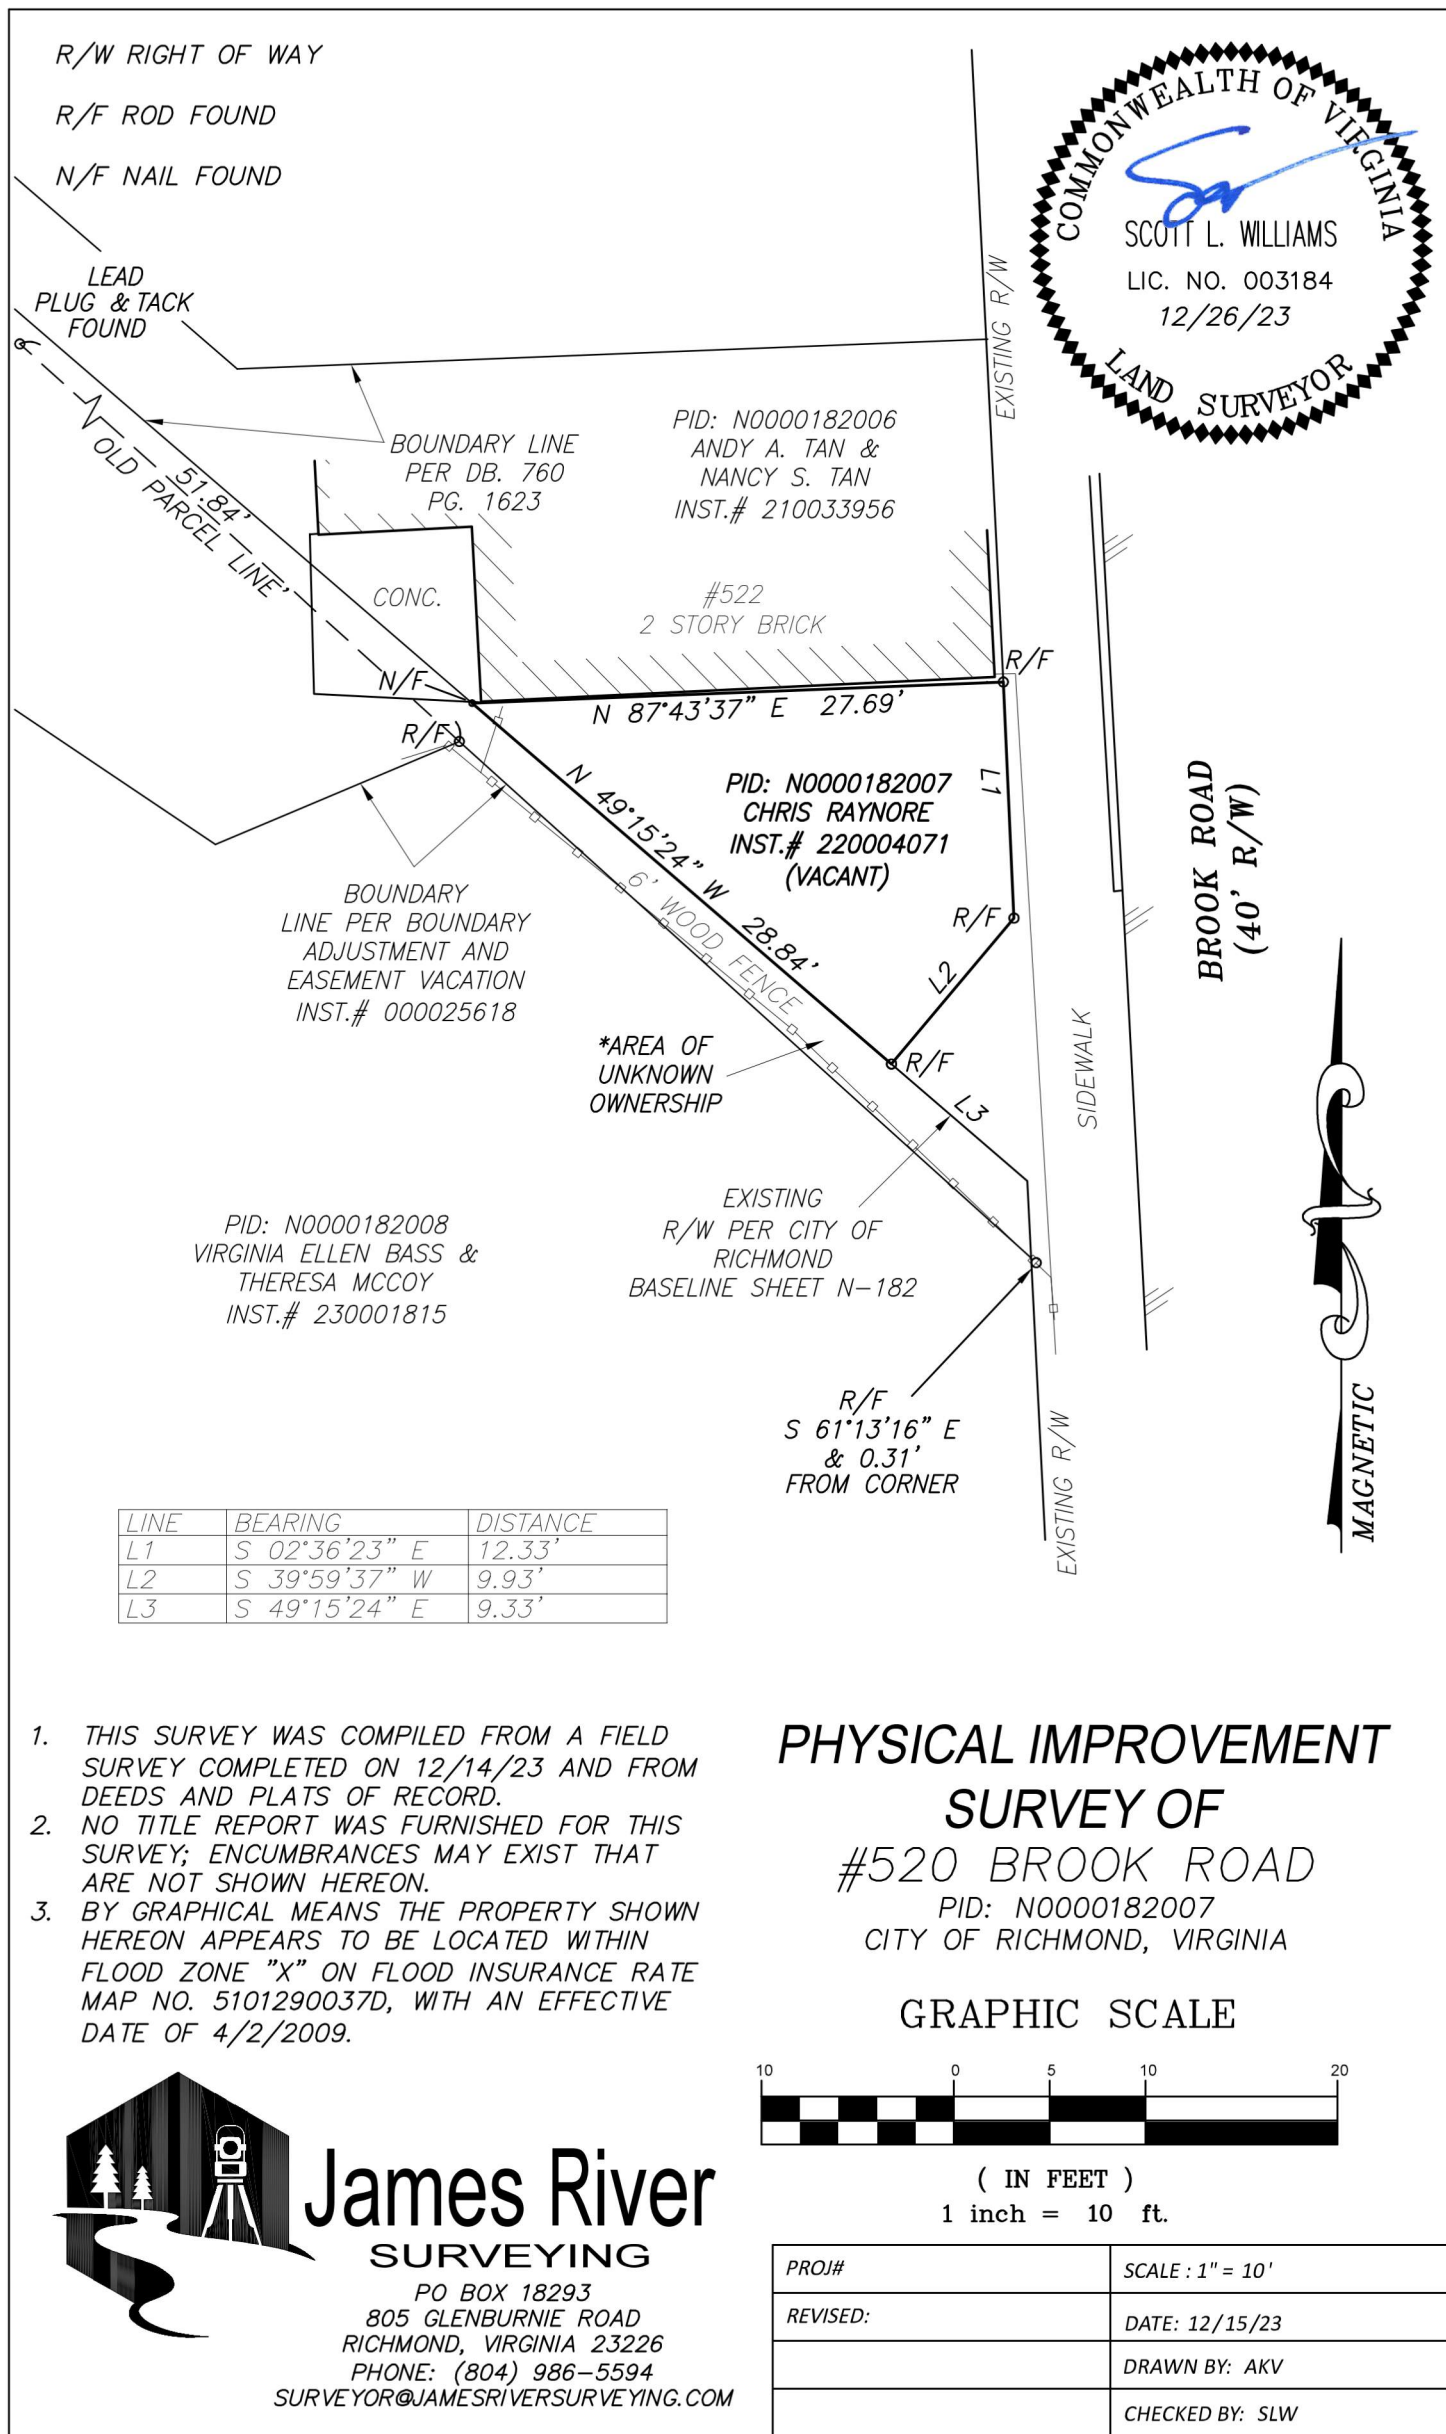 R/W RIGHT OF WAY
R/F ROD FOUND
N/F NAIL FOUND
COMMONWEALTH OF VIRGINIA
SCOTT L. WILLIAMS
LIC. NO. 003184
12/26/23
LAND SURVEYOR
LEAD
PLUG & TACK
FOUND
EXISTING R/W
BOUNDARY LINE
PER DB. 760
PG. 1623
PID: N0000182006
ANDY A. TAN &
NANCY S. TAN
INST.# 210033956
51.84'
OLD PARCEL LINE
CONC.
#522
2 STORY BRICK
R/F
N/F
N 87°43'37" E 27.69'
R/F
L1
N 49°15'24" W 28.84'
PID: N0000182007
CHRIS RAYNORE
INST.# 220004071
(VACANT)
BROOK ROAD
(40' R/W)
6' WOOD FENCE
R/F
L2
BOUNDARY
LINE PER BOUNDARY
ADJUSTMENT AND
EASEMENT VACATION
INST.# 000025618
*AREA OF
UNKNOWN
OWNERSHIP
R/F
L3
SIDEWALK
EXISTING
R/W PER CITY OF
RICHMOND
BASELINE SHEET N-182
PID: N0000182008
VIRGINIA ELLEN BASS &
THERESA MCCOY
INST.# 230001815
R/F
S 61°13'16" E
& 0.31'
FROM CORNER
EXISTING R/W
MAGNETIC
LINE BEARING DISTANCE
L1 S 02°36'23" E 12.33'
L2 S 39°59'37" W 9.93'
L3 S 49°15'24" E 9.33'
1. THIS SURVEY WAS COMPILED FROM A FIELD
SURVEY COMPLETED ON 12/14/23 AND FROM
DEEDS AND PLATS OF RECORD.
2. NO TITLE REPORT WAS FURNISHED FOR THIS
SURVEY; ENCUMBRANCES MAY EXIST THAT
ARE NOT SHOWN HEREON.
3. BY GRAPHICAL MEANS THE PROPERTY SHOWN
HEREON APPEARS TO BE LOCATED WITHIN
FLOOD ZONE "X" ON FLOOD INSURANCE RATE
MAP NO. 5101290037D, WITH AN EFFECTIVE
DATE OF 4/2/2009.
PHYSICAL IMPROVEMENT
SURVEY OF
#520 BROOK ROAD
PID: N0000182007
CITY OF RICHMOND, VIRGINIA
GRAPHIC SCALE
10 0 5 10 20
( IN FEET )
1 inch = 10 ft.
James River
SURVEYING
PO BOX 18293
805 GLENBURNIE ROAD
RICHMOND, VIRGINIA 23226
PHONE: (804) 986-5594
SURVEYOR@JAMESRIVERSURVEYING.COM
PROJ# SCALE : 1" = 10'
REVISED: DATE: 12/15/23
DRAWN BY: AKV
CHECKED BY: SLW